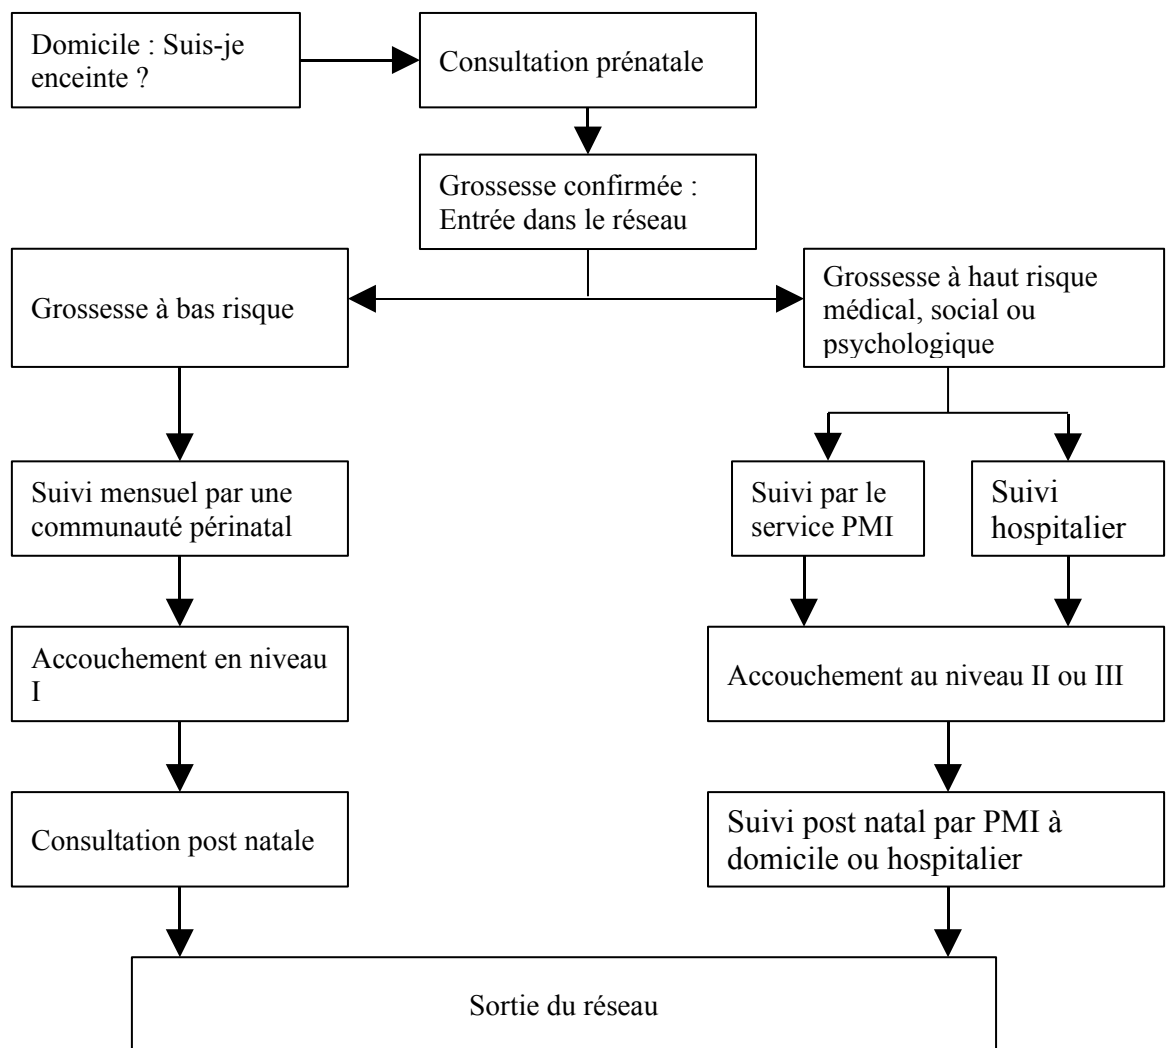 Domicile : Suis-je
enceinte ?
Consultation prénatale
Grossesse confirmée :
Entrée dans le réseau
Grossesse à bas risque
Grossesse à haut risque
médical, social ou
psychologique
Suivi mensuel par une
communauté périnatal
Suivi par le
service PMI
Suivi
hospitalier
Accouchement en niveau
I
Accouchement au niveau II ou III
Consultation post natale
Suivi post natal par PMI à
domicile ou hospitalier
Sortie du réseau